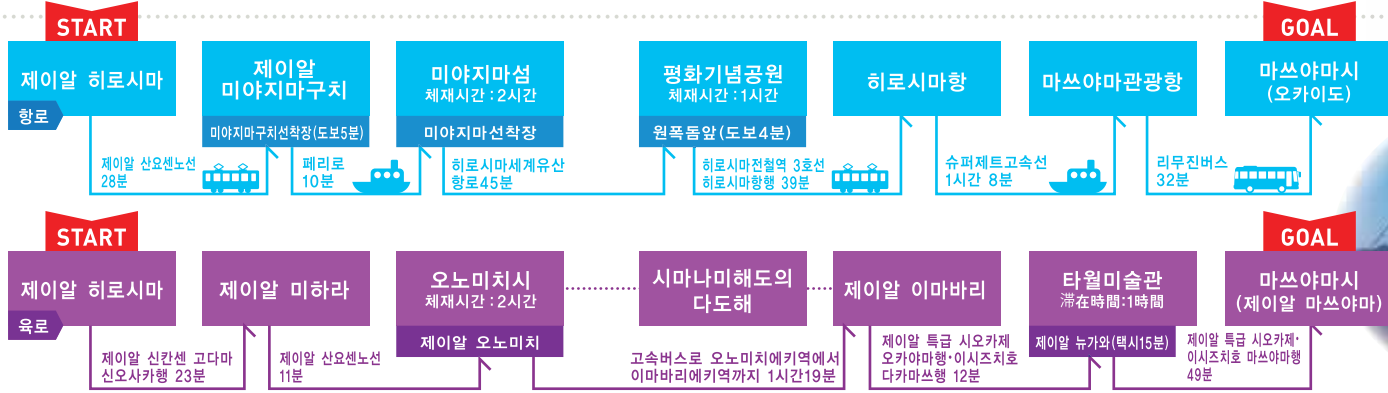 START
GOAL
제이알 히로시마
항로
제이알
미야지마구치
미야지마구치선착장(도보5분)
미야지마섬
체재시간 : 2시간
미야지마선착장
평화기념공원
체재시간 : 1시간
원폭돔앞(도보4분)
히로시마항
마쓰야마관광항
마쓰야마시
(오카이도)
제이알 산요센노선
28분
페리로
10분
히로시마세계유산
항로45분
히로시마전철역 3호선
히로시마항행 39분
슈퍼제트고속선
1시간 8분
리무진버스
32분
START
GOAL
제이알 히로시마
육로
제이알 미하라
오노미치시
체재시간 : 2시간
제이알 오노미치
시마나미해도의
다도해
제이알 이마바리
타월미술관
滞在時間:1時間
제이알 뉴가와(택시15분)
마쓰야마시
(제이알 마쓰야마)
제이알 신칸센 고다마
신오사카행 23분
제이알 산요센노선
11분
고속버스로 오노미치에키역에서
이마바리에키역까지 1시간19분
제이알 특급 시오카제
오카야마행·이시즈치호
다카마쓰행 12분
제이알 특급 시오카제·
이시즈치호 마쓰야마행
49분